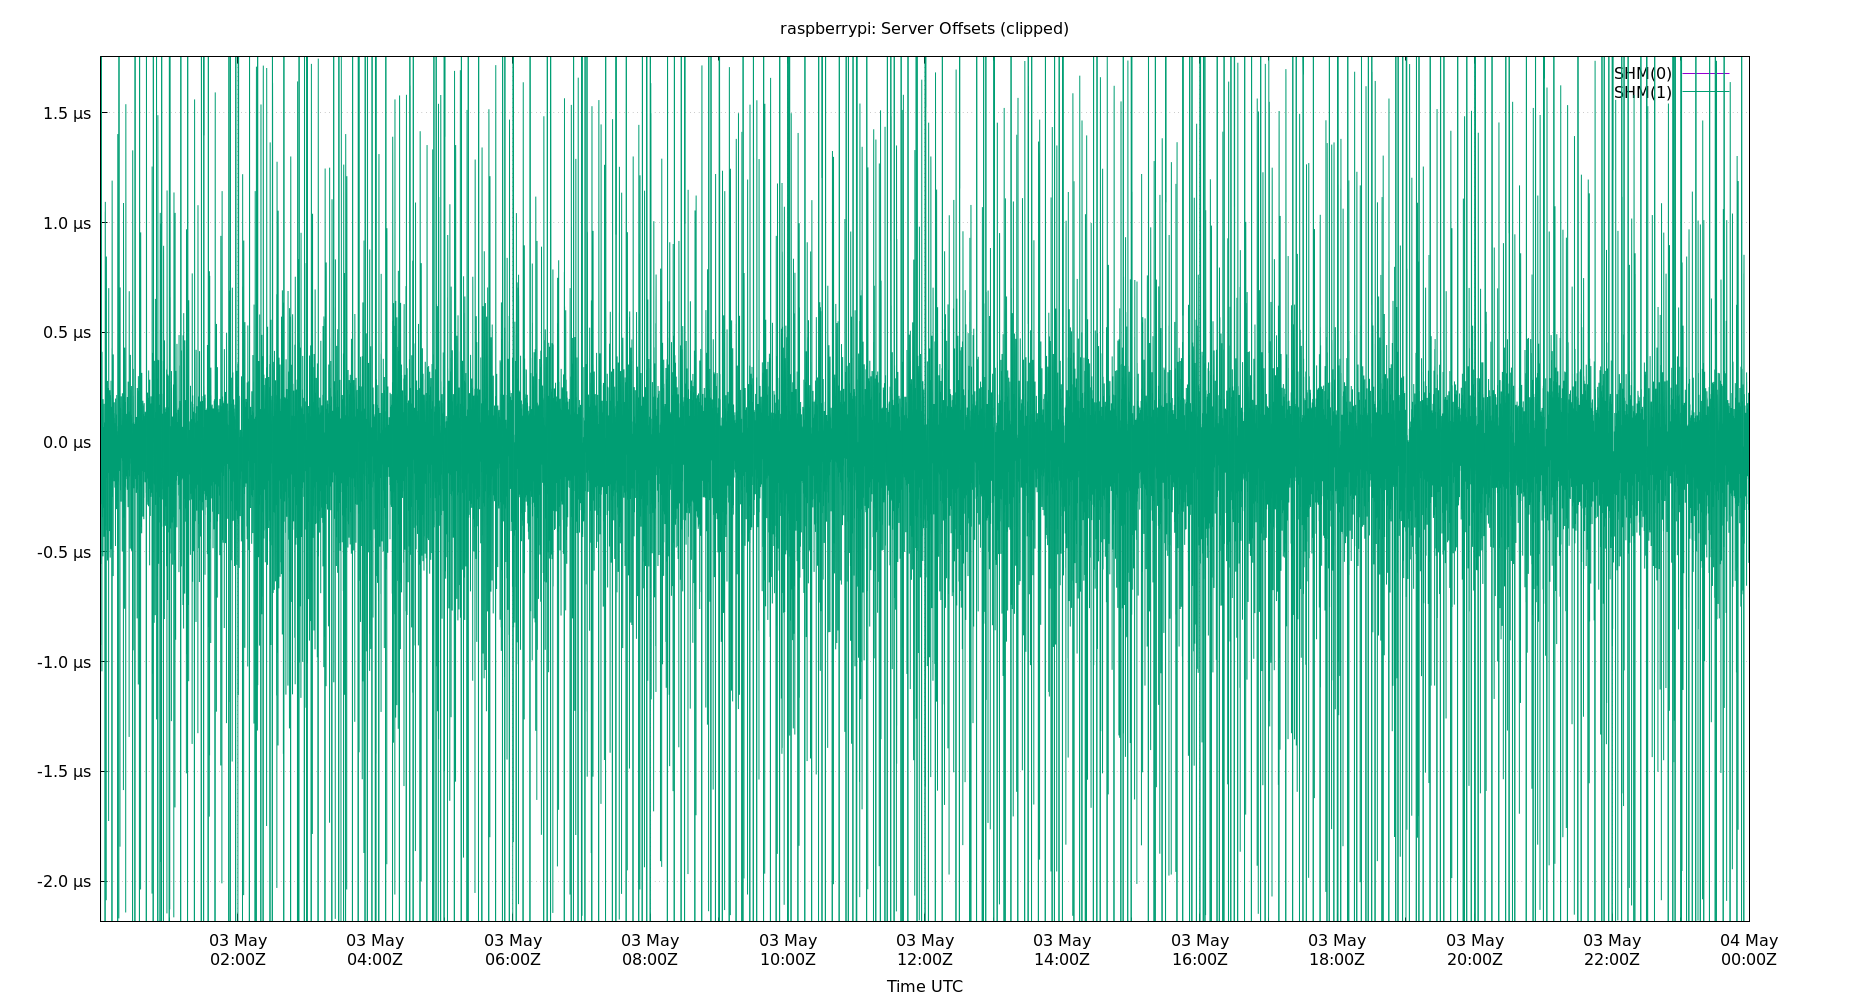 raspberrypi: Server Offsets (clipped)
SHM(0)
SHM(1)
1.5 µs
1.0 µs
0.5 µs
0.0 µs
-0.5 µs
-1.0 µs
-1.5 µs
-2.0 µs
03 May 03 May 03 May 03 May 03 May 03 May 03 May 03 May 03 May 03 May 03 May 04 May
02:00Z 04:00Z 06:00Z 08:00Z 10:00Z 12:00Z 14:00Z 16:00Z 18:00Z 20:00Z 22:00Z 00:00Z
Time UTC